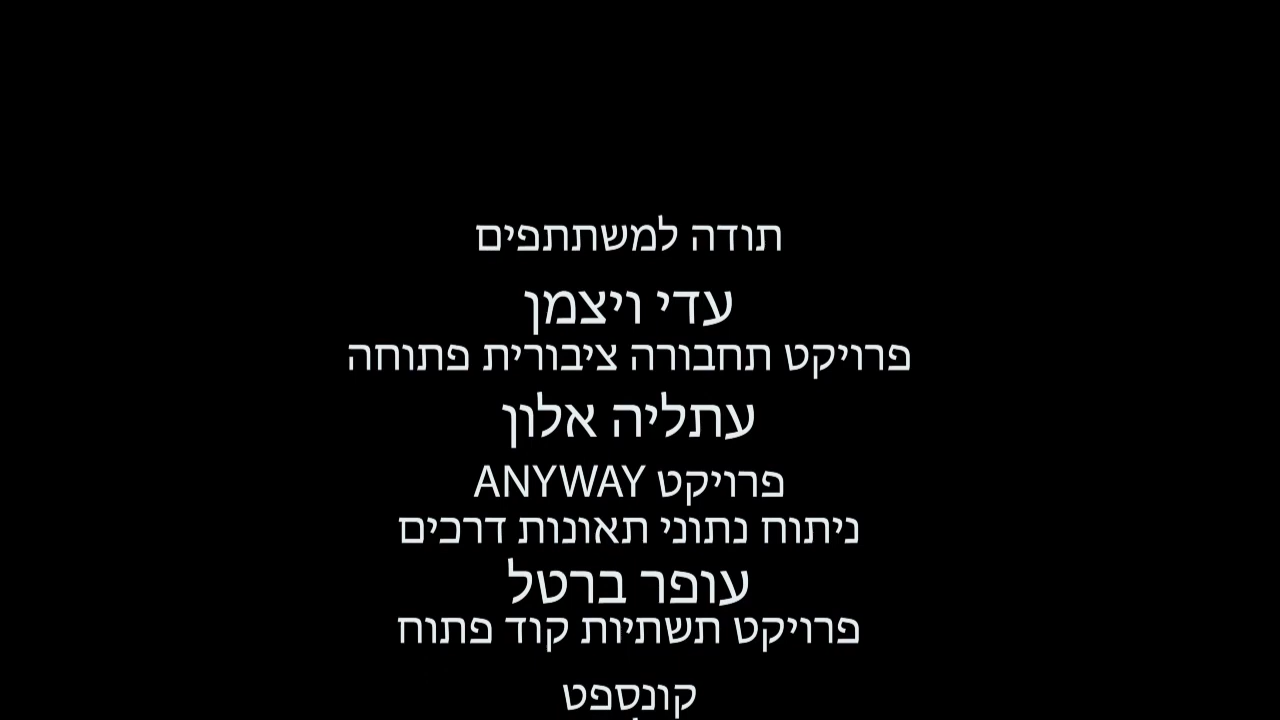 תודה למשתתפים
עדי ויצמן
פרויקט תחבורה ציבורית פתוחה
עתליה אלון
פרויקט ANYWAY
ניתוח נתוני תאונות דרכים
עופר ברטל
פרויקט תשתיות קוד פתוח
קונספט